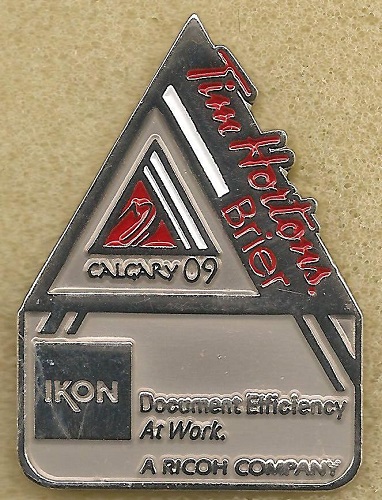 Tim Hortons.
Brier
CALGARY 09
IKON
Document Efficiency
At Work.
A RICOH COMPANY